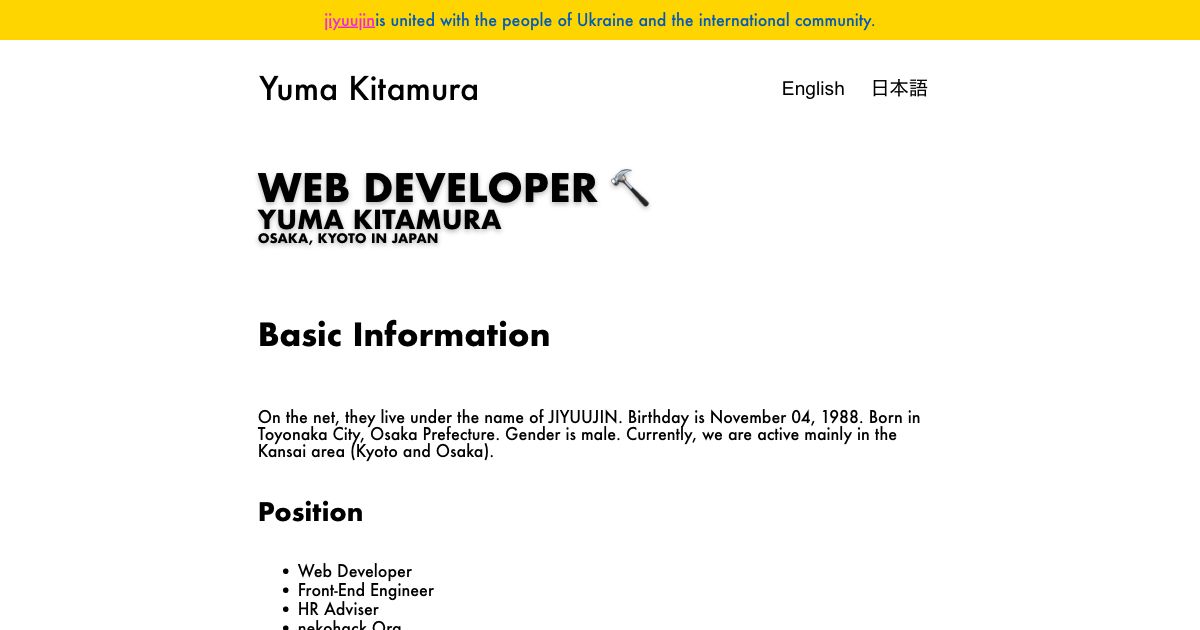 jiyuujinis united with the people of Ukraine and the international community.
Yuma Kitamura
English 日本語
WEB DEVELOPER 🔨
YUMA KITAMURA
OSAKA, KYOTO IN JAPAN
Basic Information
On the net, they live under the name of JIYUUJIN. Birthday is November 04, 1988. Born in
Toyonaka City, Osaka Prefecture. Gender is male. Currently, we are active mainly in the
Kansai area (Kyoto and Osaka).
Position
• Web Developer
• Front-End Engineer
• HR Adviser
• nekohack Org